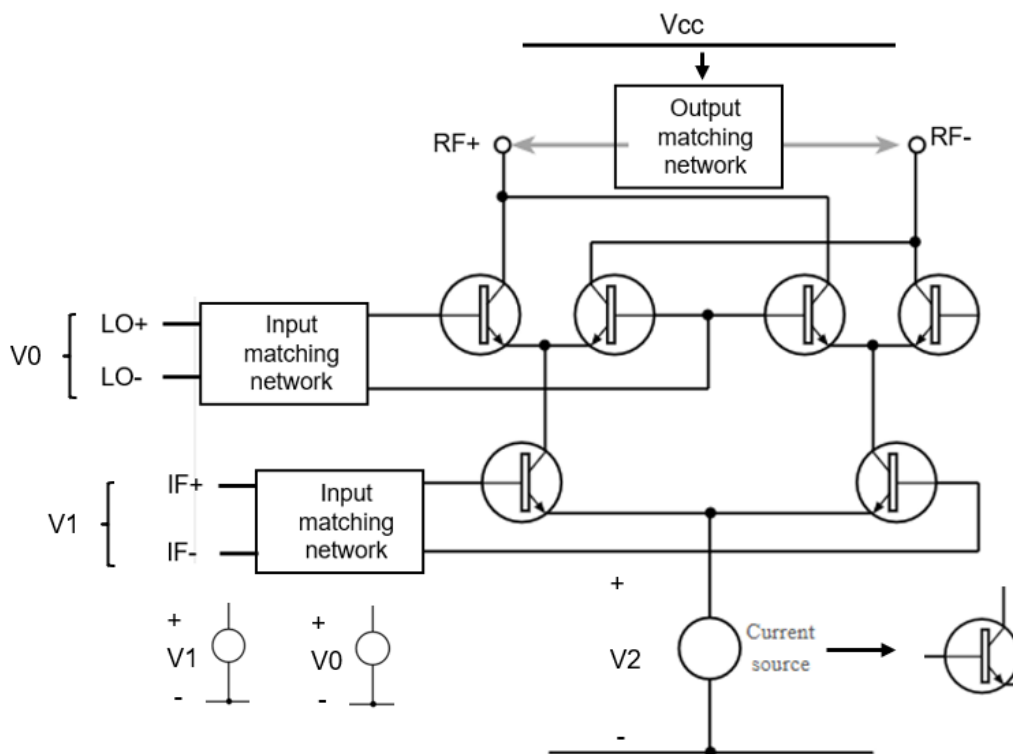 Vcc
Output
matching
network
RF+
RF-
LO+
LO-
V0
Input
matching
network
IF+
IF-
V1
Input
matching
network
+
V1
-
+
V0
-
+
V2
-
Current
source